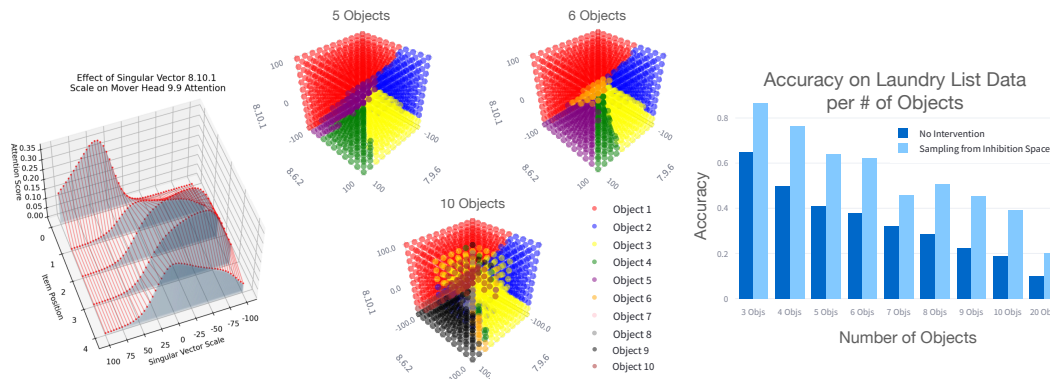 Effect of Singular Vector 8.10.1
Scale on Mover Head 9.9 Attention
Attention Score
0.35
0.30
0.25
0.20
0.15
0.10
0.05
0.00
Item Position
0
1
2
3
4
100
75
50
25
0
-25
-50
-75
-100
Singular Vector Scale
5 Objects
8.10.1
100
0
-100
8.6.2
100
100
7.9.6
-100
6 Objects
8.10.1
100
0
-100
8.6.2
100
100
7.9.6
-100
10 Objects
8.10.1
100.0
0.0
-100.0
8.6.2
100.0
100.
7.9.6
-100.0
Object 1
Object 2
Object 3
Object 4
Object 5
Object 6
Object 7
Object 8
Object 9
Object 10
Accuracy on Laundry List Data
per # of Objects
No Intervention
Sampling from Inhibition Space
Accuracy
0.8
0.6
0.4
0.2
0
3 Objs
4 Objs
5 Objs
6 Objs
7 Objs
8 Objs
9 Objs
10 Objs
20 Ob
Number of Objects